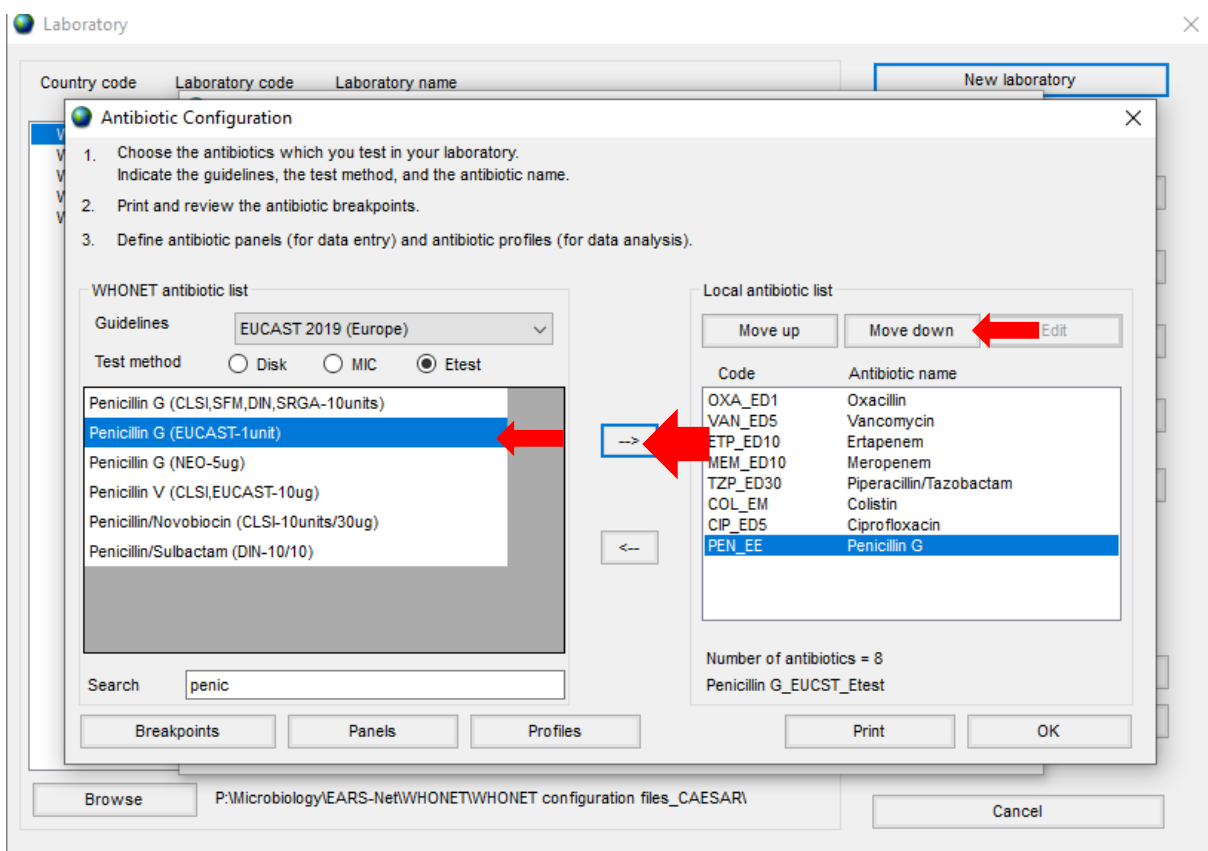 Laboratory
Country code Laboratory code Laboratory name
New laboratory
Antibiotic Configuration
1. Choose the antibiotics which you test in your laboratory.
Indicate the guidelines, the test method, and the antibiotic name.
2. Print and review the antibiotic breakpoints.
3. Define antibiotic panels (for data entry) and antibiotic profiles (for data analysis).
WHONET antibiotic list
Guidelines EUCAST 2019 (Europe)
Test method Disk MIC Etest
Penicillin G (CLSI,SFM,DIN,SRGA-10units)
Penicillin G (EUCAST-1unit)
Penicillin G (NEO-5ug)
Penicillin V (CLSI,EUCAST-10ug)
Penicillin/Novobiocin (CLSI-10units/30ug)
Penicillin/Sulbactam (DIN-10/10)
Search penic
Breakpoints Panels Profiles
-->
<--
Local antibiotic list
Move up Move down Edit
Code Antibiotic name
OXA_ED1 Oxacillin
VAN_ED5 Vancomycin
ETP_ED10 Ertapenem
MEM_ED10 Meropenem
TZP_ED30 Piperacillin/Tazobactam
COL_EM Colistin
CIP_ED5 Ciprofloxacin
PEN_EE Penicillin G
Number of antibiotics = 8
Penicillin G_EUCST_Etest
Print OK
Browse P:\Microbiology\EARS-Net\WHONET\WHONET configuration files_CAESAR\
Cancel